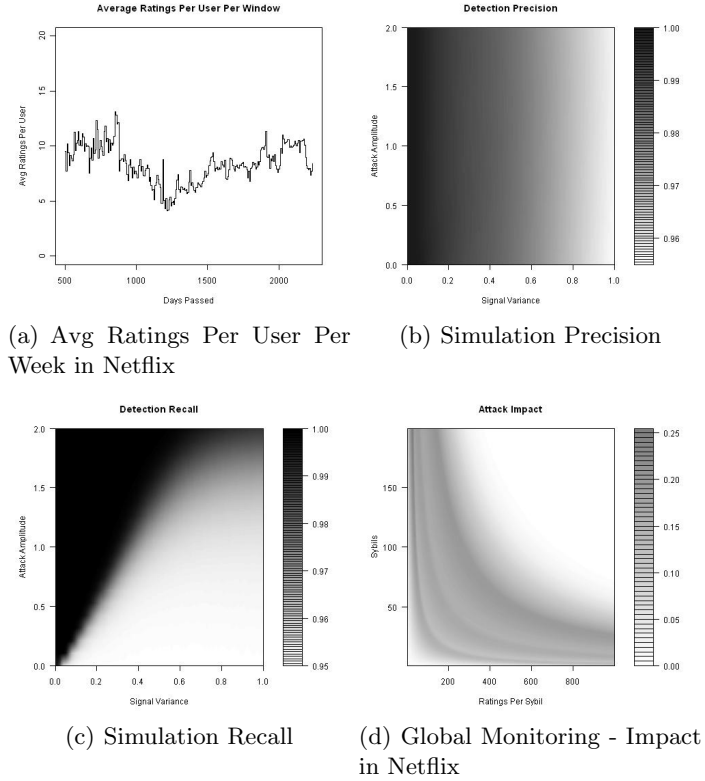 Average Ratings Per User Per Window
Avg Ratings Per User
20
15
10
5
0
500 1000 1500 2000
Days Passed
(a) Avg Ratings Per User Per
Week in Netflix
Detection Precision
Attack Amplitude
2.0
1.5
1.0
0.5
0.0
0.0 0.2 0.4 0.6 0.8 1.0
Signal Variance
1.00
0.99
0.98
0.97
0.96
(b) Simulation Precision
Detection Recall
Attack Amplitude
2.0
1.5
1.0
0.5
0.0
0.0 0.2 0.4 0.6 0.8 1.0
Signal Variance
1.00
0.99
0.98
0.97
0.96
0.95
(c) Simulation Recall
Attack Impact
Sybils
150
100
50
200 400 600 800
Ratings Per Sybil
0.25
0.20
0.15
0.10
0.05
0.00
(d) Global Monitoring - Impact
in Netflix